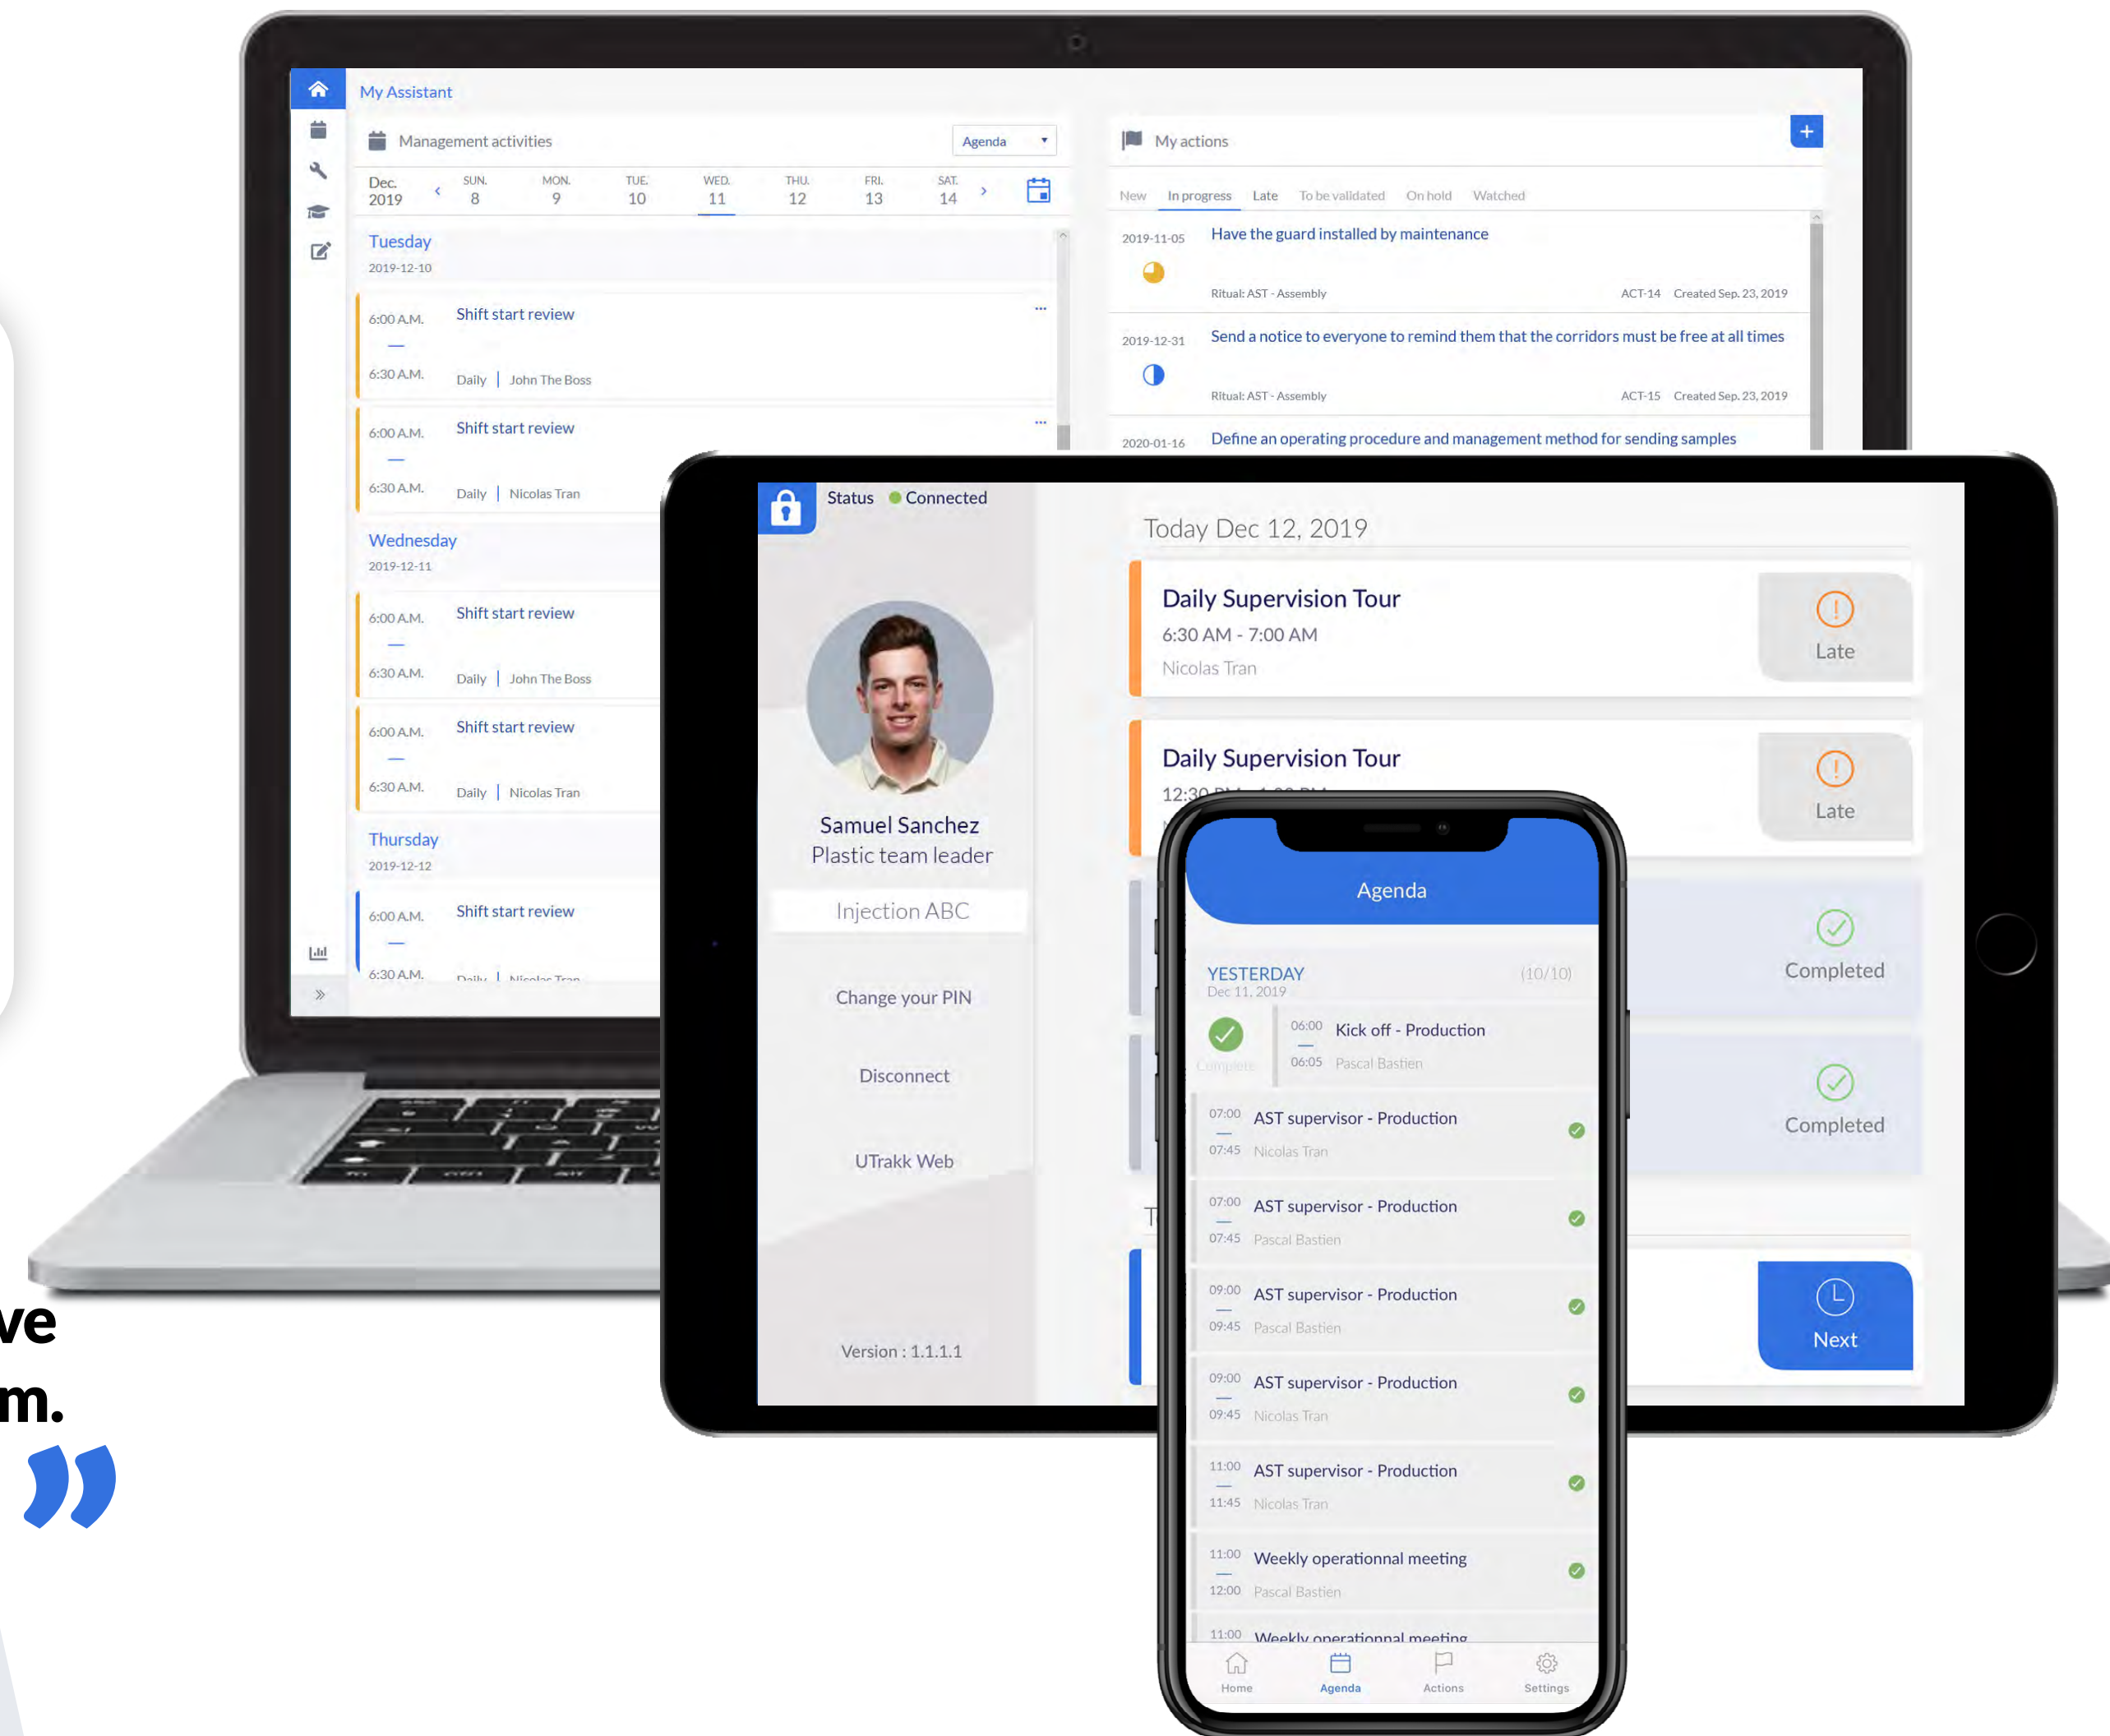 My Assistant
Management activities
Agenda
Dec.
2019
SUN.
8
MON.
9
TUE.
10
WED.
11
THU.
12
FRI.
13
SAT.
14
Tuesday
2019-12-10
6:00 A.M.
Shift start review
6:30 A.M.
Daily | John The Boss
6:00 A.M.
Shift start review
6:30 A.M.
Daily | Nicolas Tran
Wednesday
2019-12-11
6:00 A.M.
Shift start review
6:30 A.M.
Daily | John The Boss
6:00 A.M.
Shift start review
6:30 A.M.
Daily | Nicolas Tran
Thursday
2019-12-12
6:00 A.M.
Shift start review
6:30 A.M.
Daily | Nicolas Tran
My actions
New In progress Late To be validated On hold Watched
2019-11-05 Have the guard installed by maintenance
Ritual: AST - Assembly ACT-14 Created Sep. 23, 2019
2019-12-31 Send a notice to everyone to remind them that the corridors must be free at all times
Ritual: AST - Assembly ACT-15 Created Sep. 23, 2019
2020-01-16 Define an operating procedure and management method for sending samples
Status Connected
Samuel Sanchez
Plastic team leader
Injection ABC
Change your PIN
Disconnect
UTrakk Web
Version : 1.1.1.1
Today Dec 12, 2019
Daily Supervision Tour
6:30 AM - 7:00 AM
Nicolas Tran
Late
Daily Supervision Tour
12:30
Late
Completed
Completed
Next
Agenda
YESTERDAY (10/10)
Dec 11, 2019
Complete
06:00 Kick off - Production
06:05 Pascal Bastien
07:00 AST supervisor - Production
07:45 Nicolas Tran
07:00 AST supervisor - Production
07:45 Pascal Bastien
09:00 AST supervisor - Production
09:45 Pascal Bastien
09:00 AST supervisor - Production
09:45 Nicolas Tran
11:00 AST supervisor - Production
11:45 Nicolas Tran
11:00 Weekly operationnal meeting
12:00 Pascal Bastien
11:00 Weekly operationnal meeting
Home Agenda Actions Settings
ve
m.
”